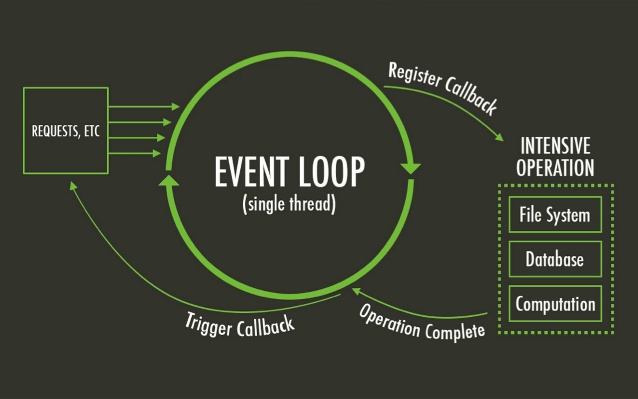 REQUESTS, ETC
EVENT LOOP
(single thread)
Register Callback
INTENSIVE
OPERATION
File System
Database
Computation
Operation Complete
Trigger Callback